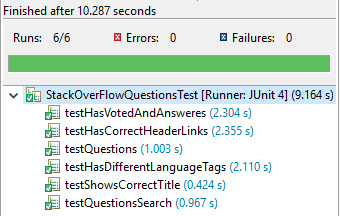 Finished after 10.287 seconds
Runs: 6/6 Errors: 0 Failures: 0
StackOverFlowQuestionsTest [Runner: JUnit 4] (9.164 s)
testHasVotedAndAnsweres (2.304 s)
testHasCorrectHeaderLinks (2.355 s)
testQuestions (1.003 s)
testHasDifferentLanguageTags (2.110 s)
testShowsCorrectTitle (0.424 s)
testQuestionsSearch (0.967 s)